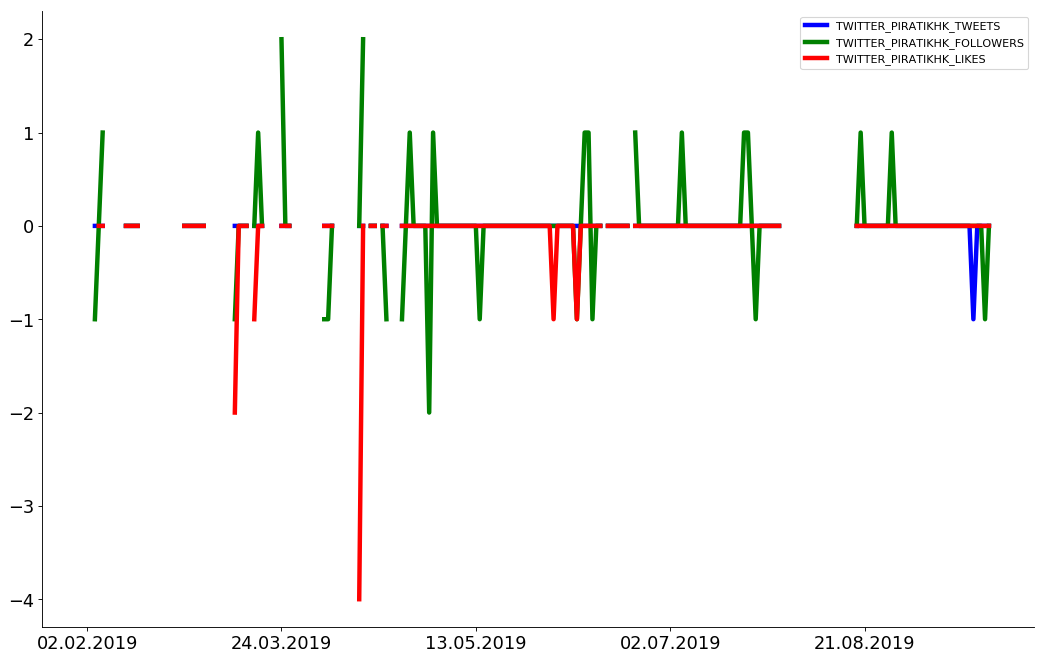 TWITTER_PIRATIKHK_TWEETS
TWITTER_PIRATIKHK_FOLLOWERS
TWITTER_PIRATIKHK_LIKES
2
1
0
−1
−2
−3
−4
02.02.2019 24.03.2019 13.05.2019 02.07.2019 21.08.2019